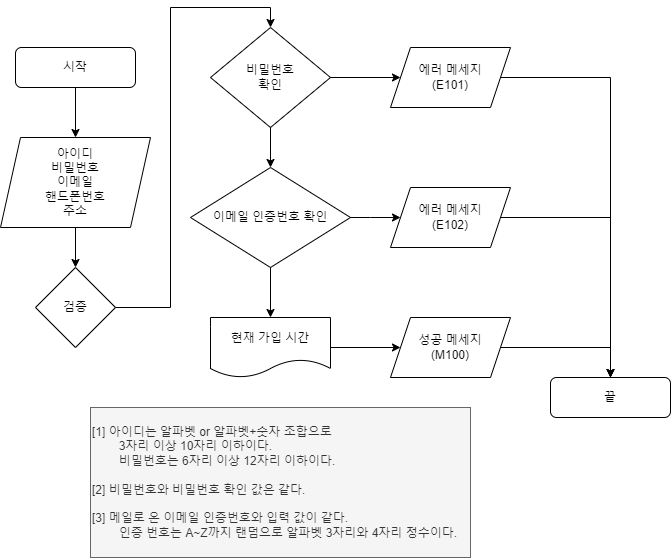 시작
아이디
비밀번호
이메일
핸드폰번호
주소
검증
비밀번호
확인
에러 메세지
(E101)
이메일 인증번호 확인
에러 메세지
(E102)
현재 가입 시간
성공 메세지
(M100)
끝
[1] 아이디는 알파벳 or 알파벳+숫자 조합으로
3자리 이상 10자리 이하이다.
비밀번호는 6자리 이상 12자리 이하이다.
[2] 비밀번호와 비밀번호 확인 값은 같다.
[3] 메일로 온 이메일 인증번호와 입력 값이 같다.
인증 번호는 A~Z까지 랜덤으로 알파벳 3자리와 4자리 정수이다.